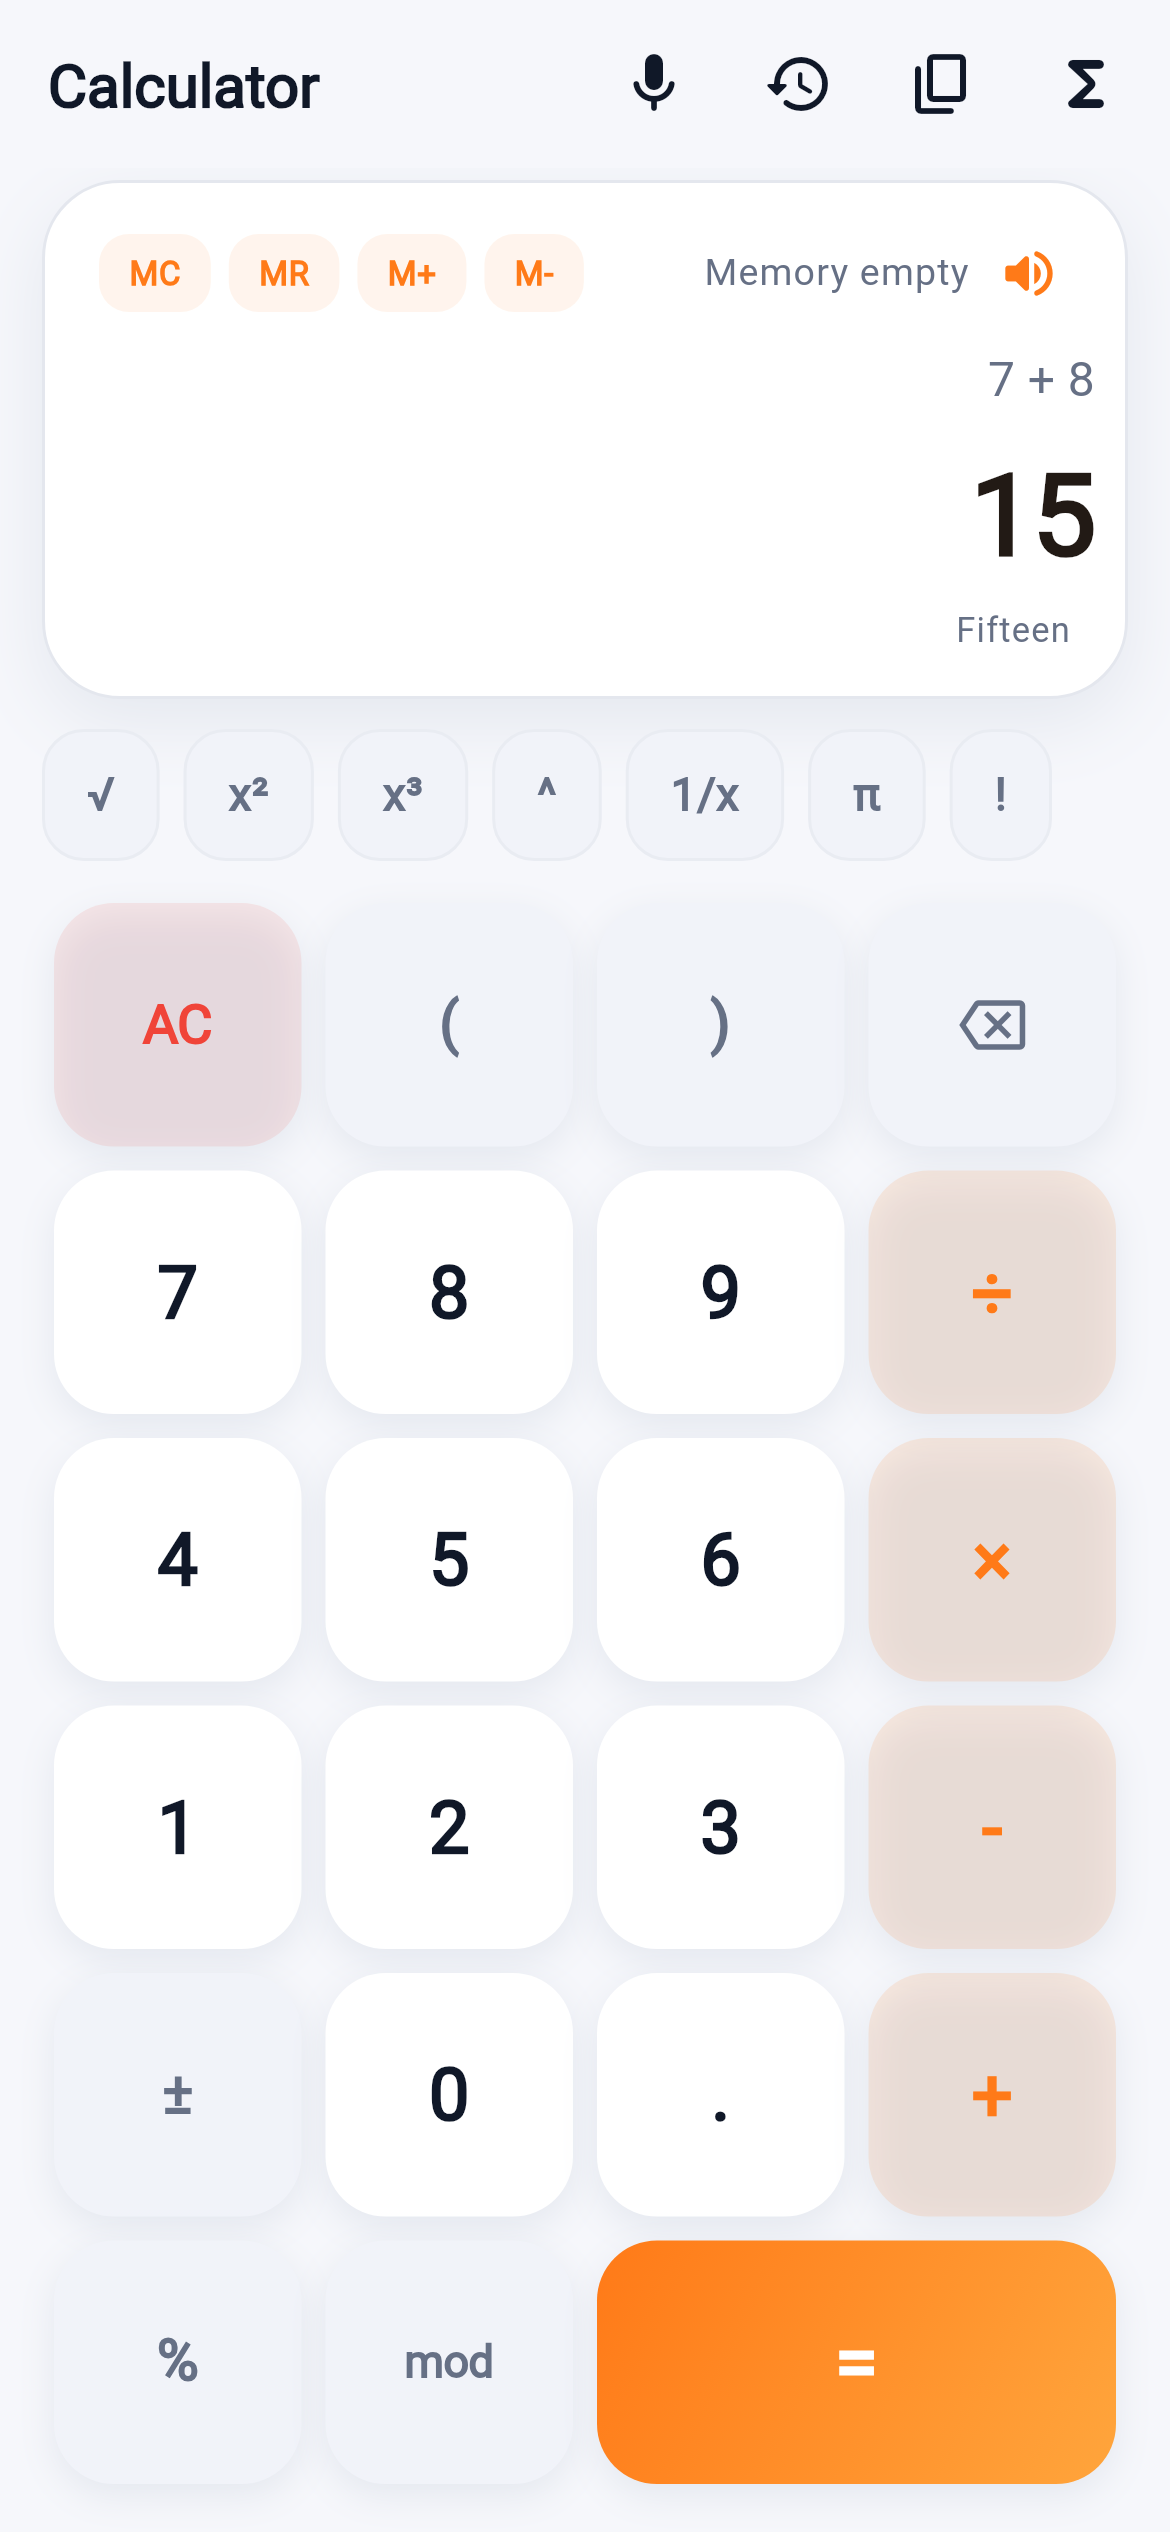 Calculator
MC MR M+ M- Memory empty
7 + 8
15
Fifteen
√ x² x³ ^ 1/x π !
AC ( )
7 8 9 ÷
4 5 6 ×
1 2 3 -
± 0 . +
% mod =